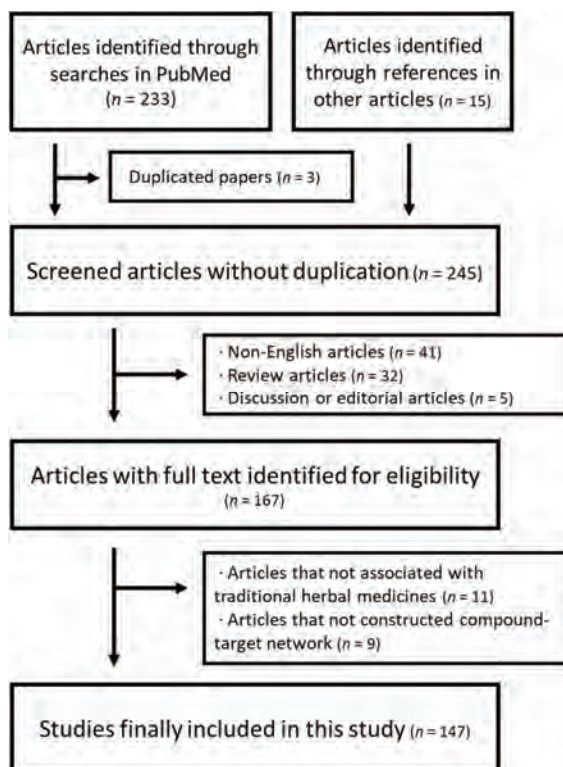 Articles identified through
searches in PubMed
(n = 233)
Articles identified
through references in
other articles (n = 15)
Duplicated papers (n = 3)
Screened articles without duplication (n = 245)
· Non-English articles (n = 41)
· Review articles (n = 32)
· Discussion or editorial articles (n = 5)
Articles with full text identified for eligibility
(n = 167)
· Articles that not associated with
traditional herbal medicines (n = 11)
· Articles that not constructed compound-
target network (n = 9)
Studies finally included in this study (n = 147)